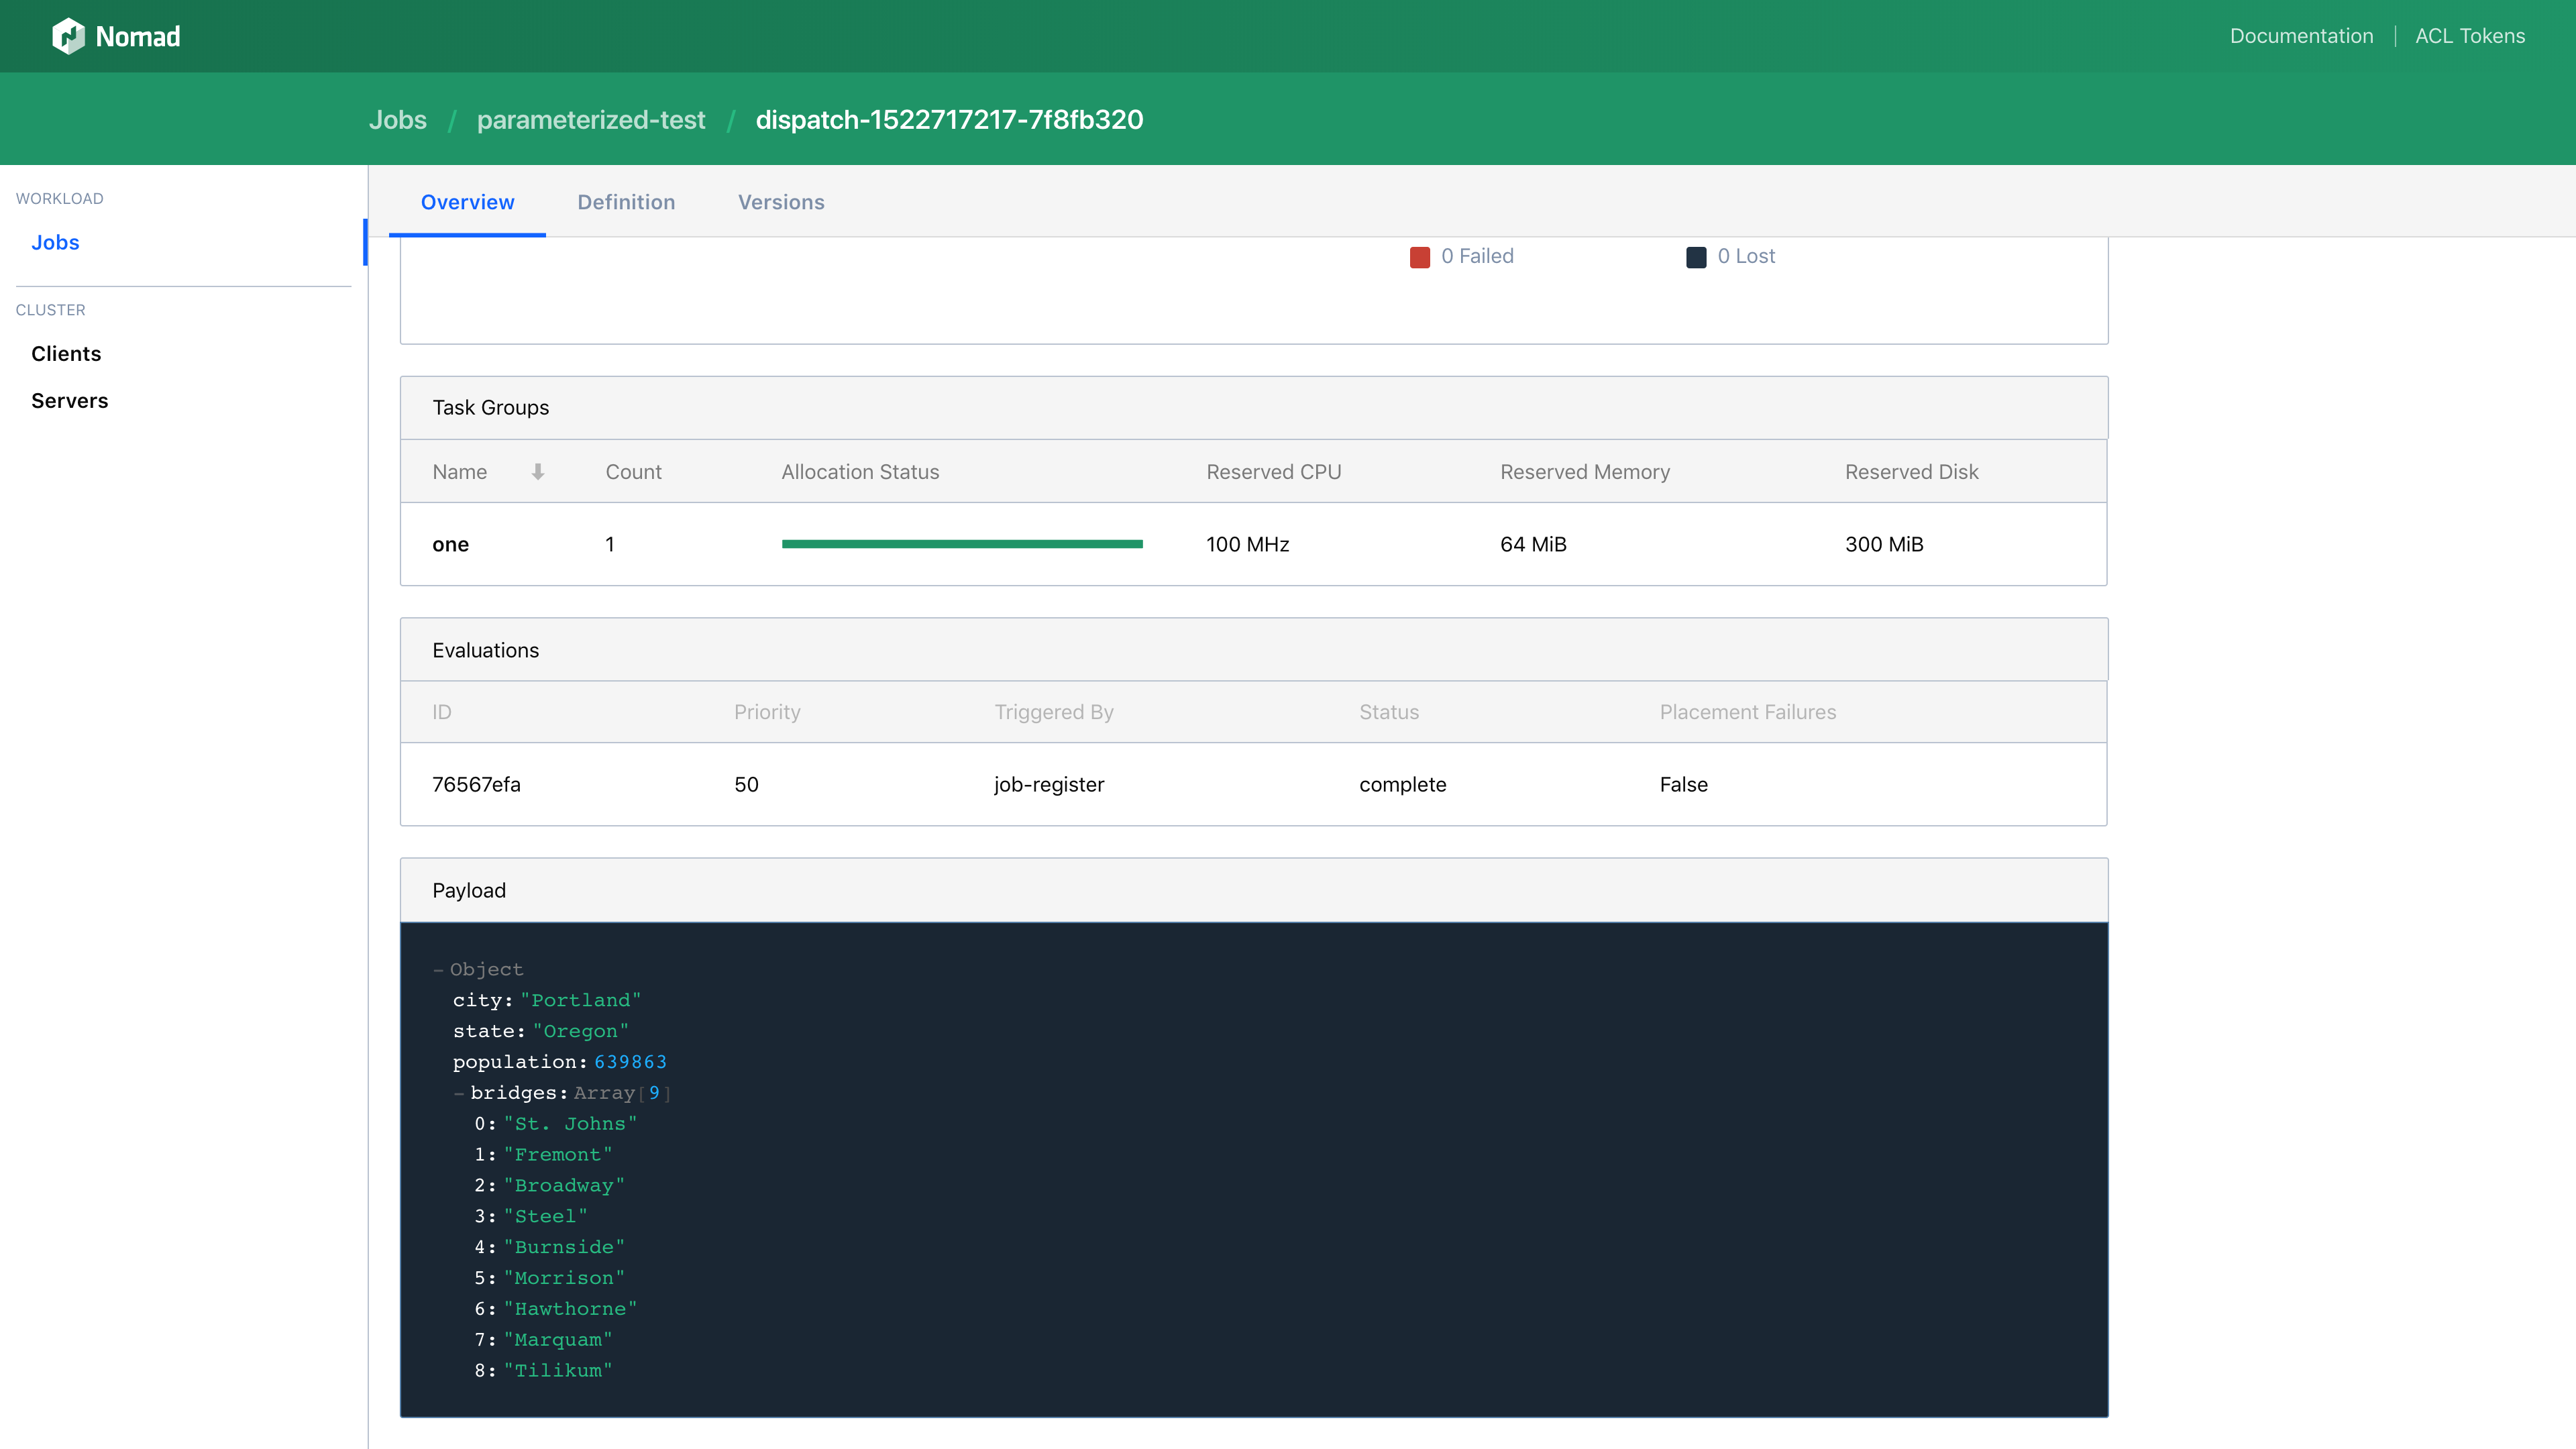 Nomad
Documentation | ACL Tokens
Jobs / parameterized-test / dispatch-1522717217-7f8fb320
WORKLOAD
Jobs
CLUSTER
Clients
Servers
Overview Definition Versions
0 Failed 0 Lost
Task Groups
Name Count Allocation Status Reserved CPU Reserved Memory Reserved Disk
one 1 100 MHz 64 MiB 300 MiB
Evaluations
ID Priority Triggered By Status Placement Failures
76567efa 50 job-register complete False
Payload
– Object
city: "Portland"
state: "Oregon"
population: 639863
– bridges: Array[9]
0: "St. Johns"
1: "Fremont"
2: "Broadway"
3: "Steel"
4: "Burnside"
5: "Morrison"
6: "Hawthorne"
7: "Marquam"
8: "Tilikum"